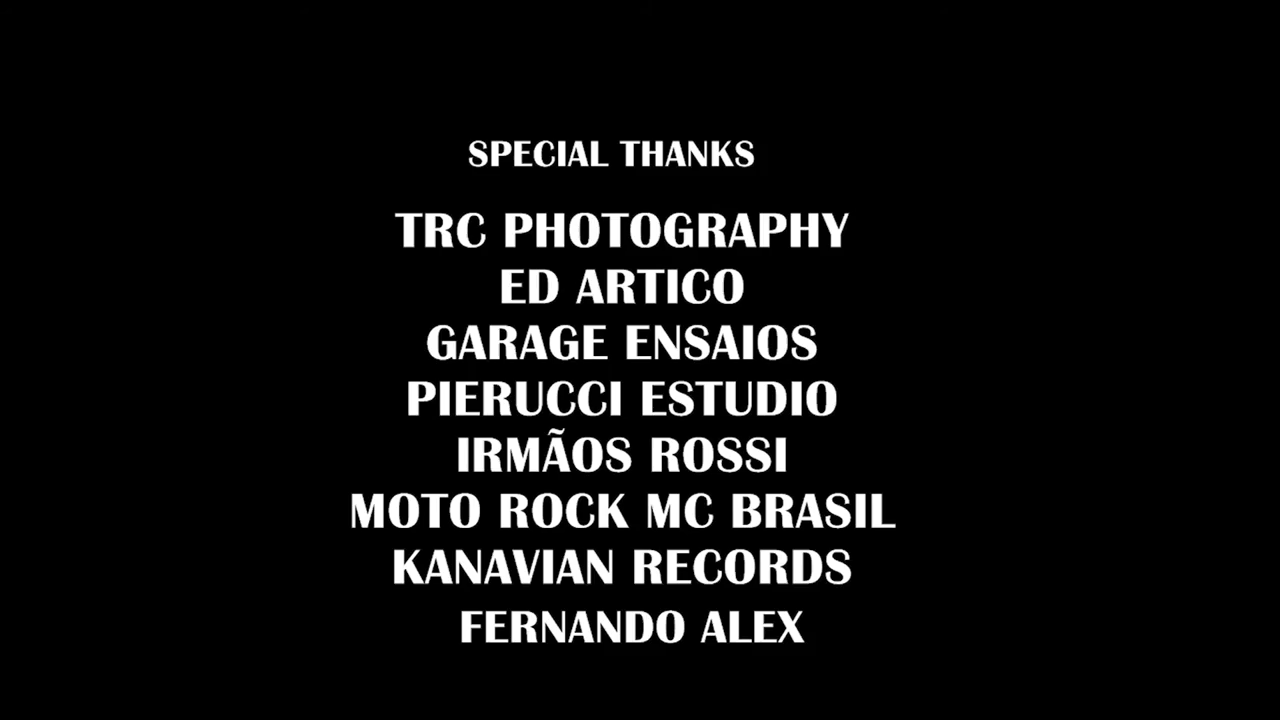 SPECIAL THANKS
TRC PHOTOGRAPHY
ED ARTICO
GARAGE ENSAIOS
PIERUCCI ESTUDIO
IRMÃOS ROSSI
MOTO ROCK MC BRASIL
KANAVIAN RECORDS
FERNANDO ALEX